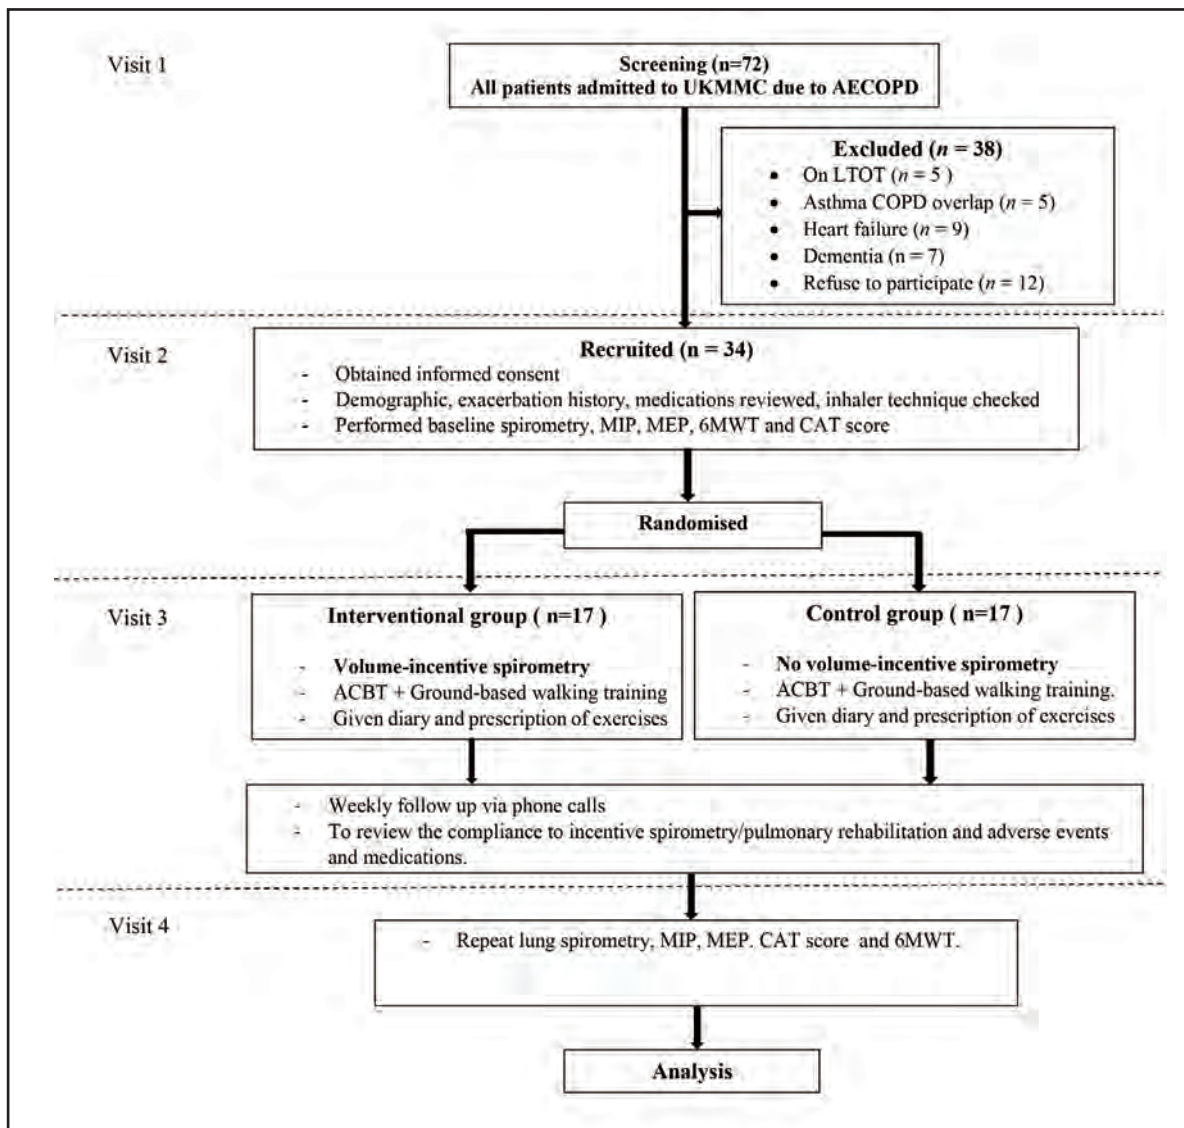 Visit 1
Screening (n=72)
All patients admitted to UKMMC due to AECOPD
Excluded (n = 38)
• On LTOT (n = 5 )
• Asthma COPD overlap (n = 5)
• Heart failure (n = 9)
• Dementia (n = 7)
• Refuse to participate (n = 12)
Visit 2
Recruited (n = 34)
- Obtained informed consent
- Demographic, exacerbation history, medications reviewed, inhaler technique checked
- Performed baseline spirometry, MIP, MEP, 6MWT and CAT score
Randomised
Visit 3
Interventional group ( n=17 )
- Volume-incentive spirometry
- ACBT + Ground-based walking training
- Given diary and prescription of exercises
Control group ( n=17 )
- No volume-incentive spirometry
- ACBT + Ground-based walking training.
- Given diary and prescription of exercises
- Weekly follow up via phone calls
- To review the compliance to incentive spirometry/pulmonary rehabilitation and adverse events
and medications.
Visit 4
- Repeat lung spirometry, MIP, MEP. CAT score and 6MWT.
Analysis